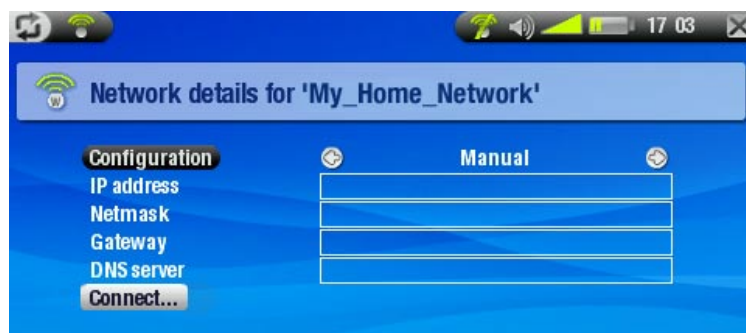 17 03
W
Network details for 'My_Home_Network'
Configuration Manual
IP address
Netmask
Gateway
DNS server
Connect...